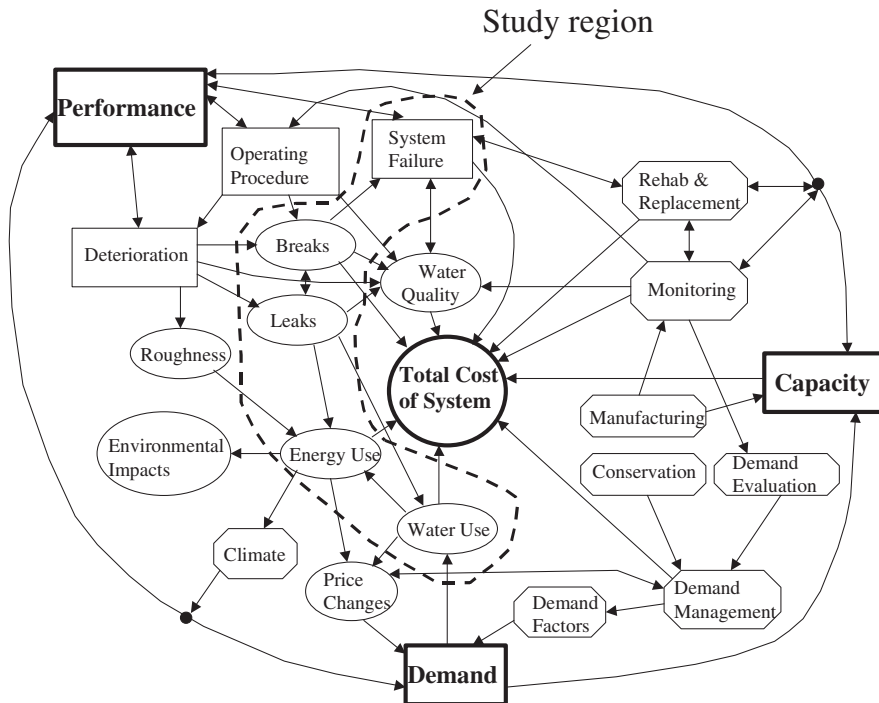 Study region
Performance
System
Failure
Operating
Procedure
Rehab &
Replacement
Breaks
Deterioration
Water
Quality
Monitoring
Leaks
Roughness
Total Cost
of System
Capacity
Manufacturing
Environmental
Impacts
Energy Use
Conservation
Demand
Evaluation
Water Use
Climate
Price
Changes
Demand
Factors
Demand
Management
Demand